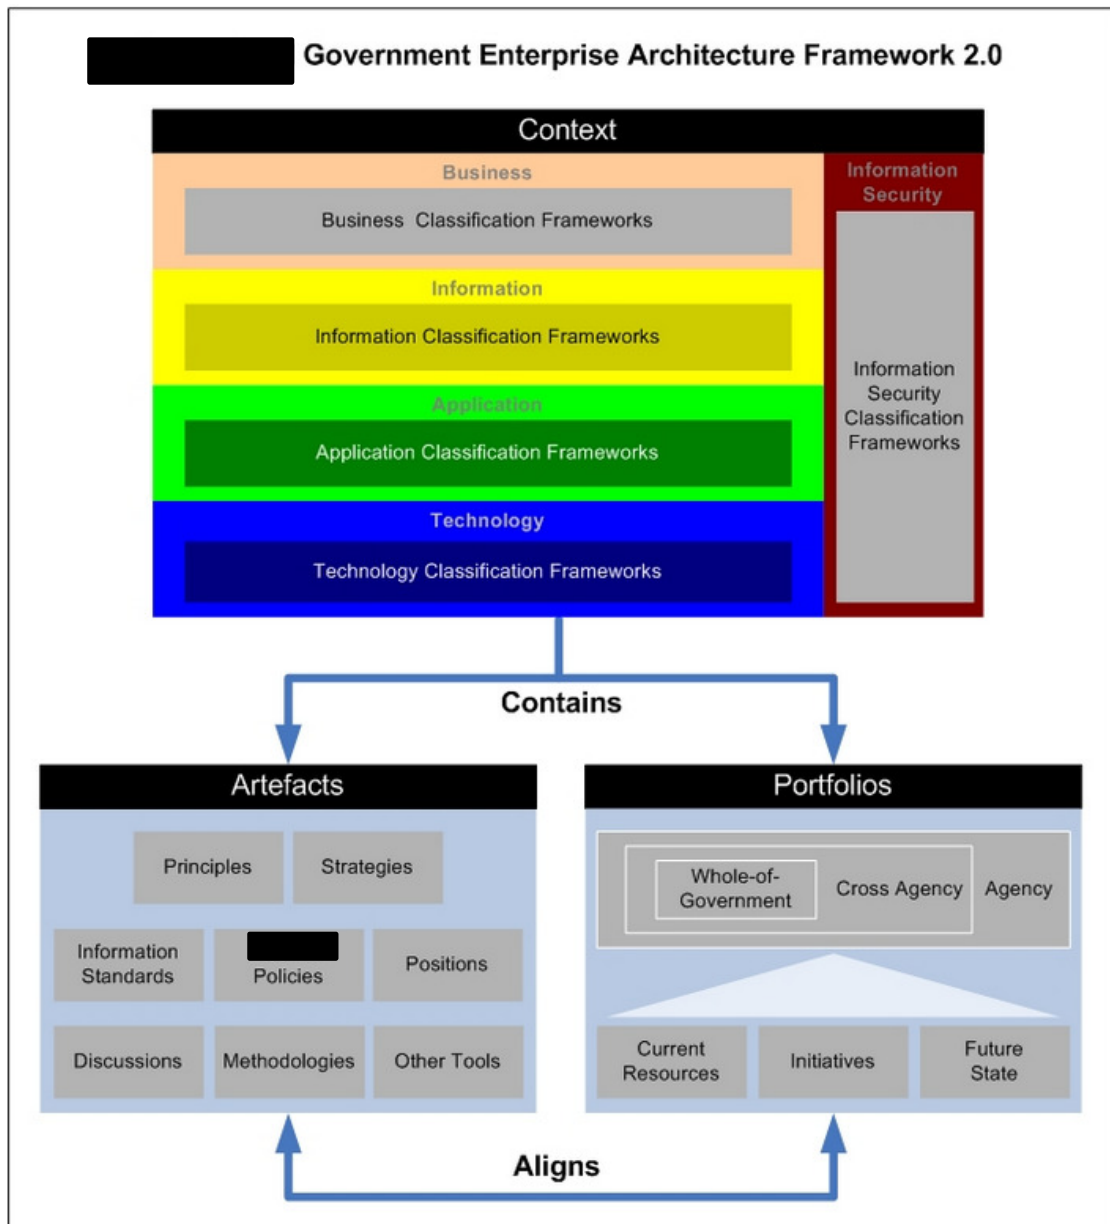 Government Enterprise Architecture Framework 2.0
Context
Business
Business Classification Frameworks
Information
Information Classification Frameworks
Application
Application Classification Frameworks
Technology
Technology Classification Frameworks
Information
Security
Information
Security
Classification
Frameworks
Contains
Artefacts
Principles
Strategies
Information
Standards
Policies
Positions
Discussions
Methodologies
Other Tools
Portfolios
Whole-of-
Government
Cross Agency
Agency
Current
Resources
Initiatives
Future
State
Aligns